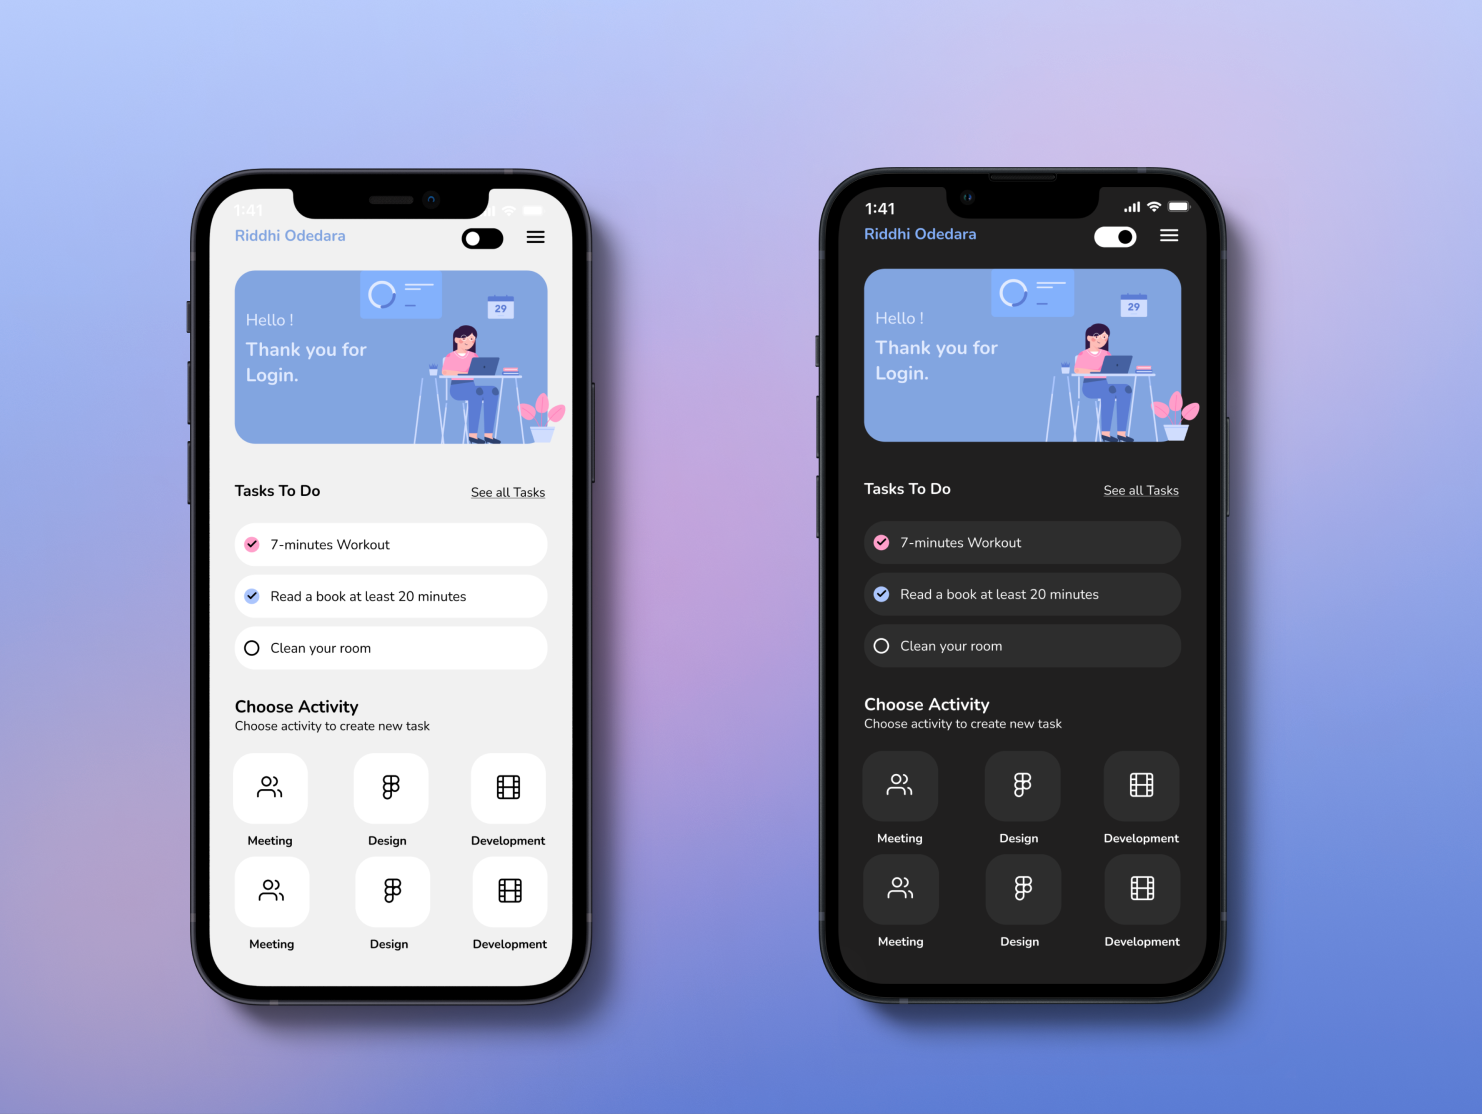 1:41
Riddhi Odedara
29
Hello !
Thank you for
Login.
Tasks To Do
See all Tasks
7-minutes Workout
Read a book at least 20 minutes
Clean your room
Choose Activity
Choose activity to create new task
Meeting
Design
Development
Meeting
Design
Development
1:41
Riddhi Odedara
29
Hello !
Thank you for
Login.
Tasks To Do
See all Tasks
7-minutes Workout
Read a book at least 20 minutes
Clean your room
Choose Activity
Choose activity to create new task
Meeting
Design
Development
Meeting
Design
Development